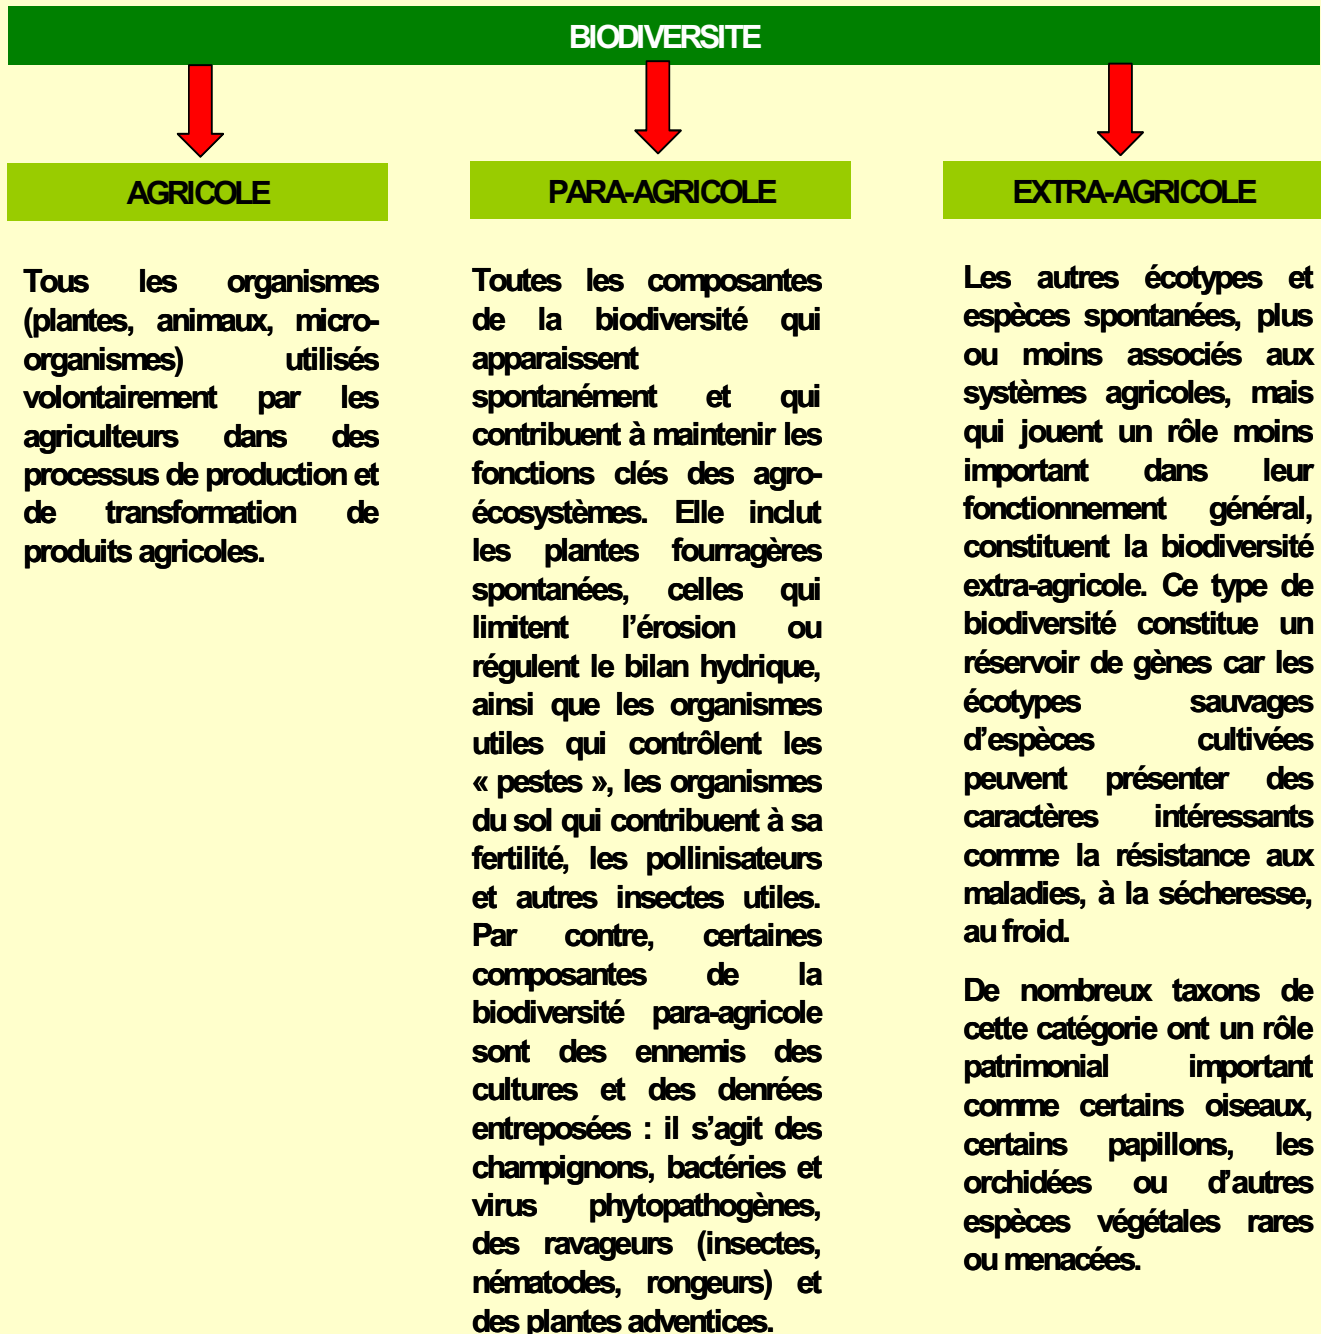 BIODIVERSITE
AGRICOLE
Tous les organismes
(plantes, animaux, micro-
organismes) utilisés
volontairement par les
agriculteurs dans des
processus de production et
de transformation de
produits agricoles.
PARA-AGRICOLE
Toutes les composantes
de la biodiversité qui
apparaissent
spontanément et qui
contribuent à maintenir les
fonctions clés des agro-
écosystèmes. Elle inclut
les plantes fourragères
spontanées, celles qui
limitent l’érosion ou
régulent le bilan hydrique,
ainsi que les organismes
utiles qui contrôlent les
« pestes », les organismes
du sol qui contribuent à sa
fertilité, les pollinisateurs
et autres insectes utiles.
Par contre, certaines
composantes de la
biodiversité para-agricole
sont des ennemis des
cultures et des denrées
entreposées : il s’agit des
champignons, bactéries et
virus phytopathogènes,
des ravageurs (insectes,
nématodes, rongeurs) et
des plantes adventices.
EXTRA-AGRICOLE
Les autres écotypes et
espèces spontanées, plus
ou moins associés aux
systèmes agricoles, mais
qui jouent un rôle moins
important dans leur
fonctionnement général,
constituent la biodiversité
extra-agricole. Ce type de
biodiversité constitue un
réservoir de gènes car les
écotypes sauvages
d’espèces cultivées
peuvent présenter des
caractères intéressants
comme la résistance aux
maladies, à la sécheresse,
au froid.
De nombreux taxons de
cette catégorie ont un rôle
patrimonial important
comme certains oiseaux,
certains papillons, les
orchidées ou d’autres
espèces végétales rares
ou menacées.